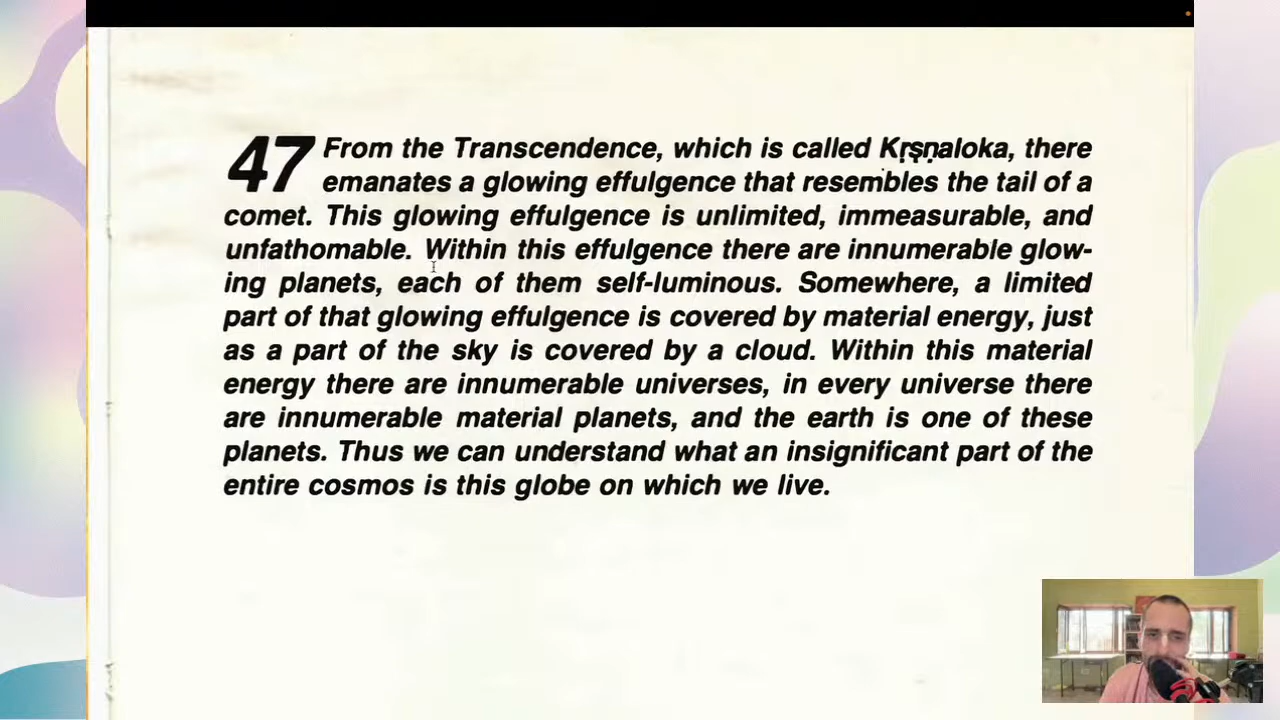 47 From the Transcendence, which is called Kṛṣṇaloka, there
emanates a glowing effulgence that resembles the tail of a
comet. This glowing effulgence is unlimited, immeasurable, and
unfathomable. Within this effulgence there are innumerable glow-
ing planets, each of them self-luminous. Somewhere, a limited
part of that glowing effulgence is covered by material energy, just
as a part of the sky is covered by a cloud. Within this material
energy there are innumerable universes, in every universe there
are innumerable material planets, and the earth is one of these
planets. Thus we can understand what an insignificant part of the
entire cosmos is this globe on which we live.